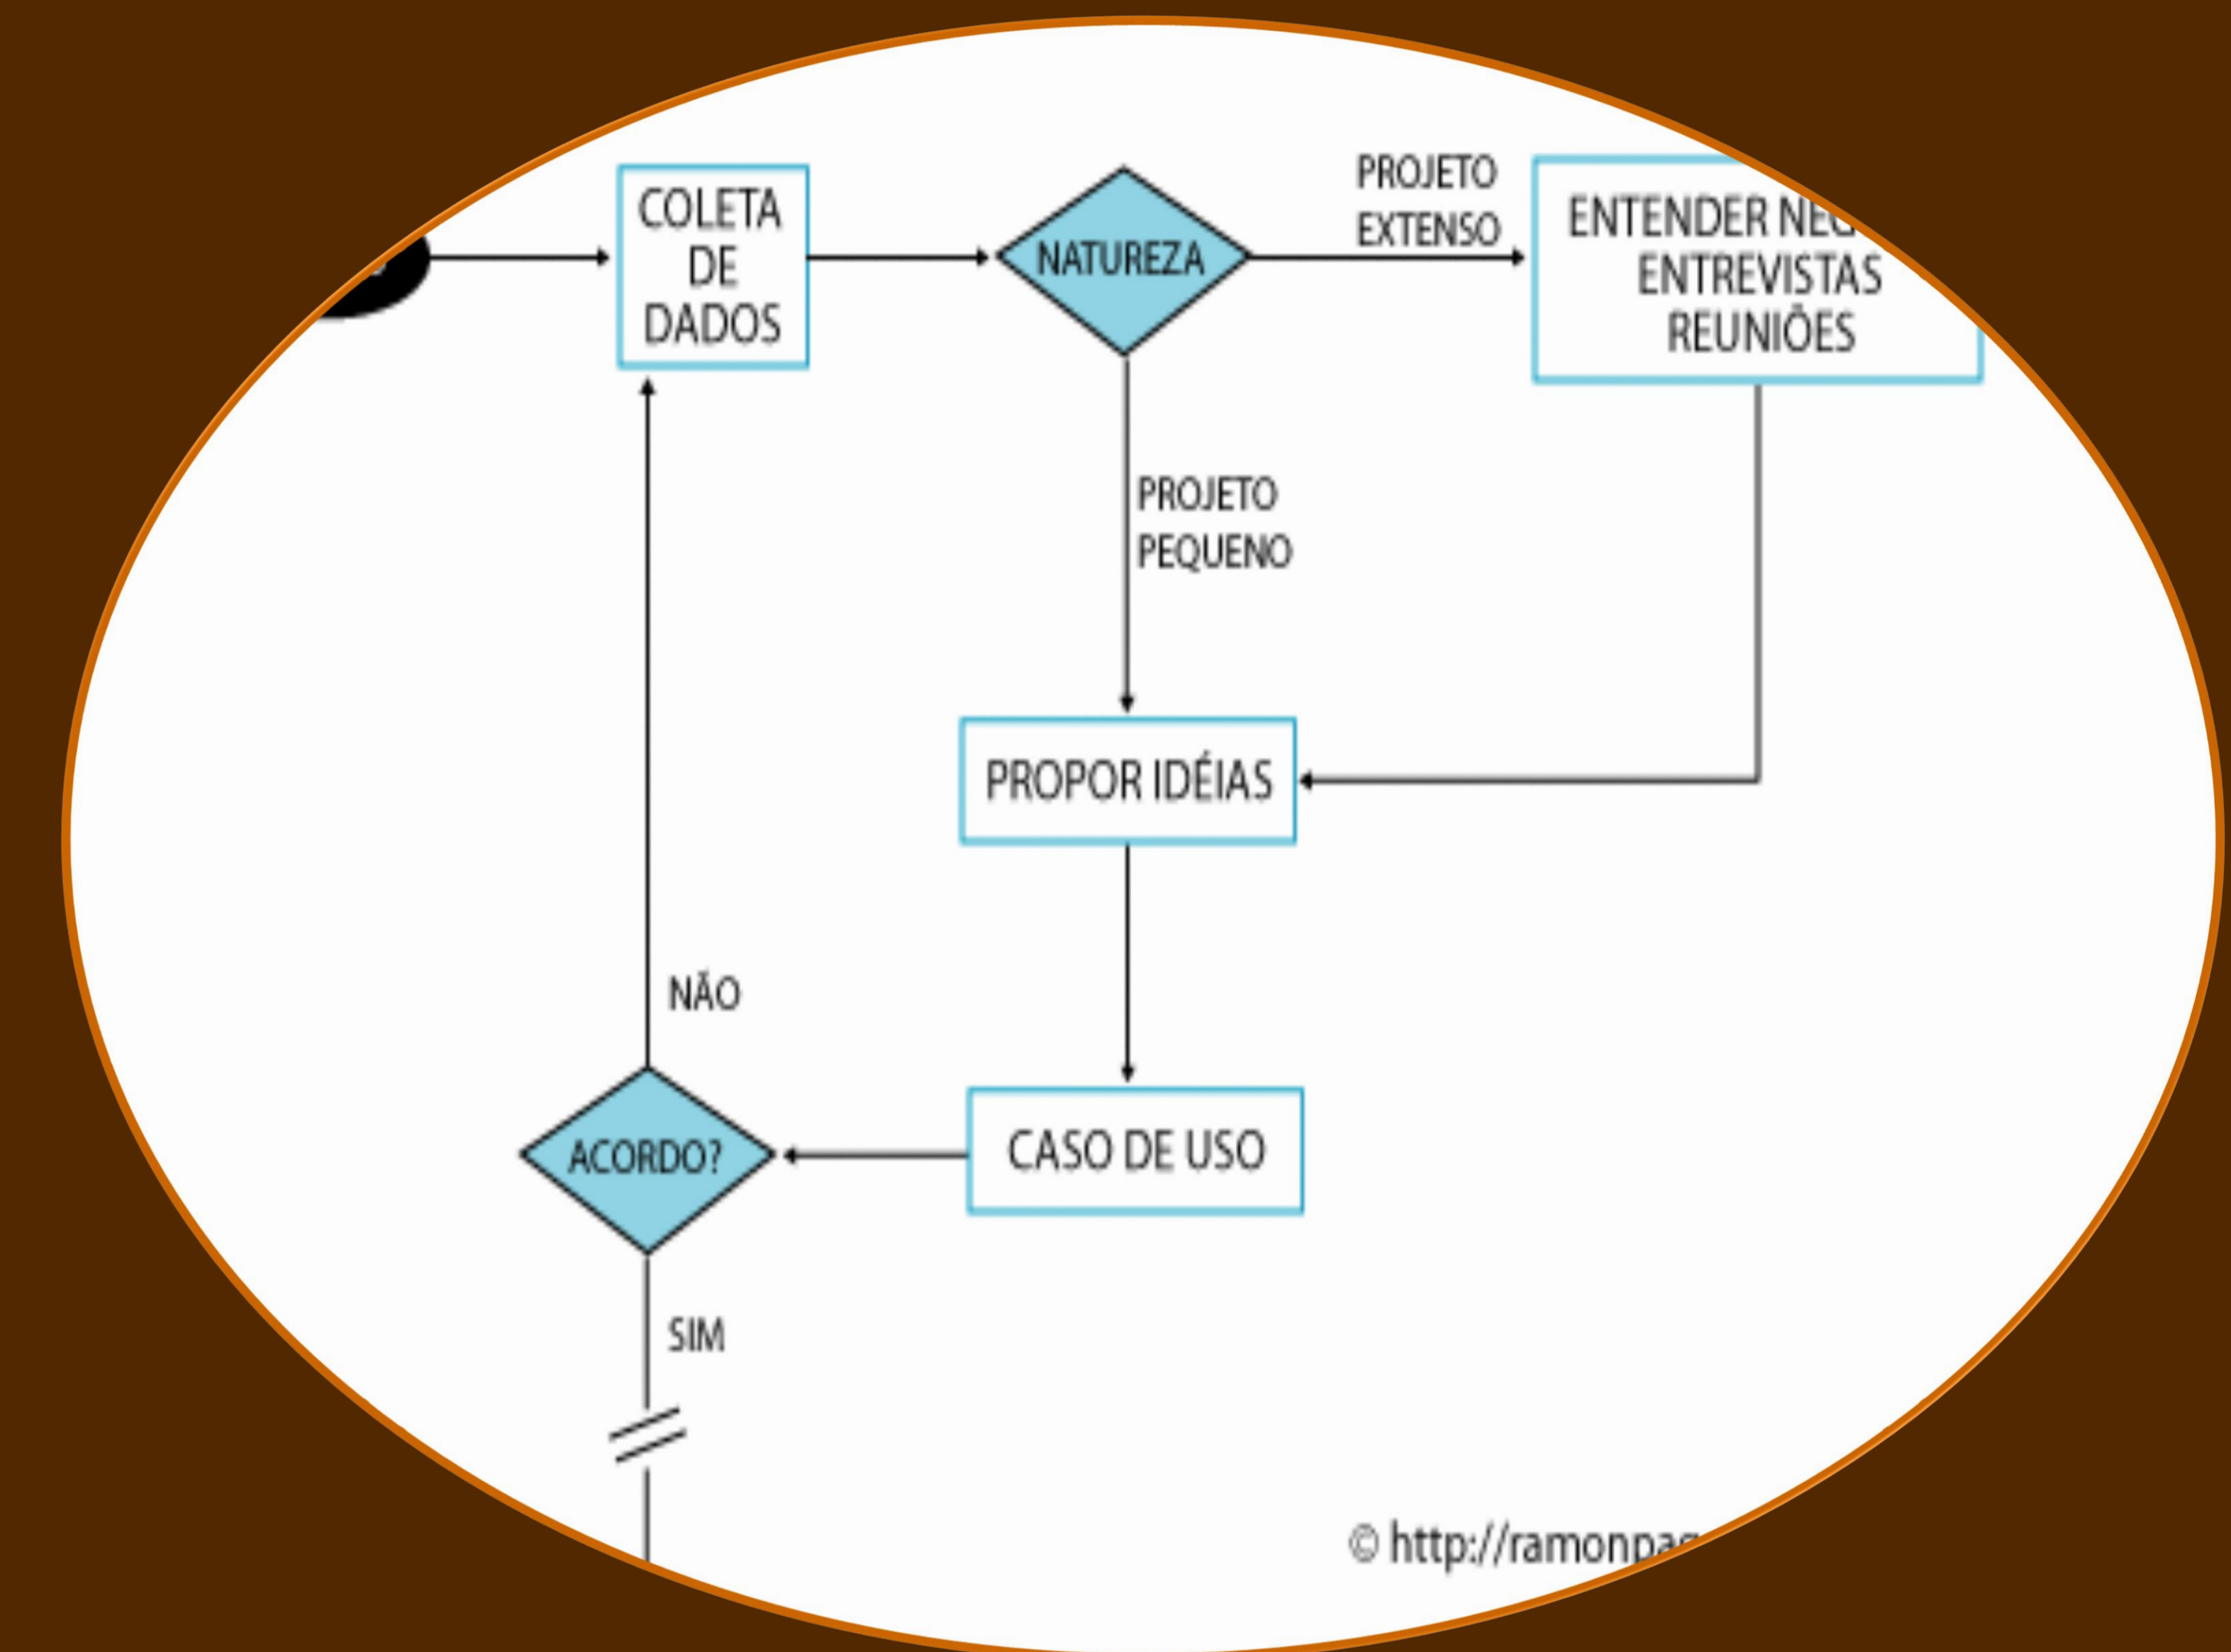 COLETA
DE
DADOS
NATUREZA
PROJETO
EXTENSO
ENTENDER
ENTREVISTAS
REUNIÕES
PROJETO
PEQUENO
PROPOR IDÉIAS
NÃO
ACORDO?
CASO DE USO
SIM
© http://ramonpa